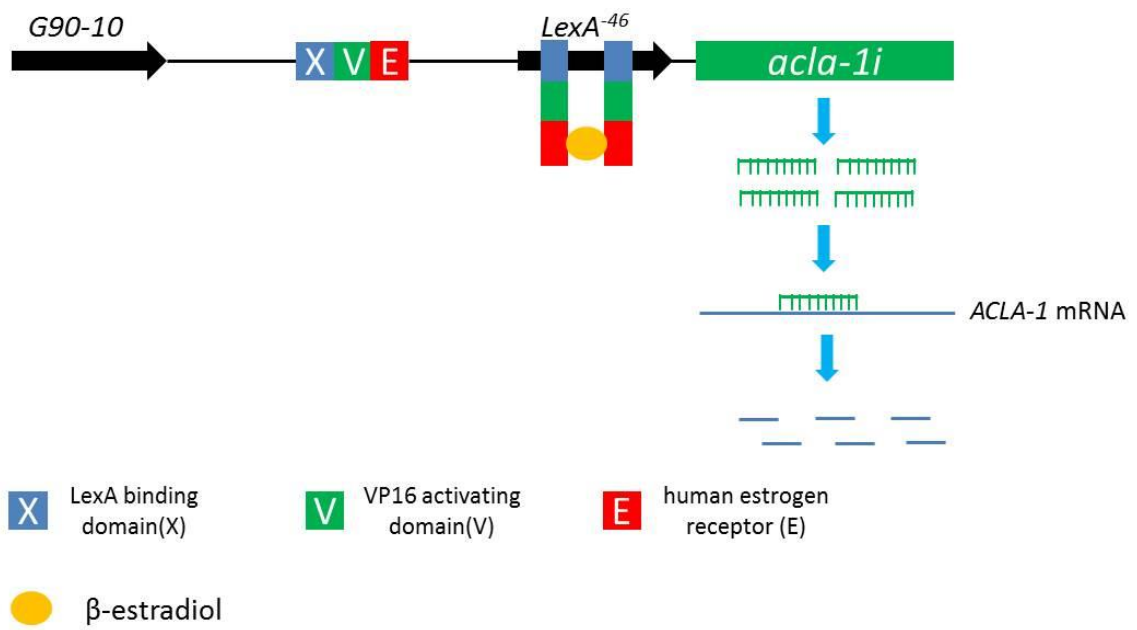 G90-10
LexA-46
X V E
acla-1i
ACLA-1 mRNA
X
LexA binding
domain(X)
V
VP16 activating
domain(V)
E
human estrogen
receptor (E)
β-estradiol